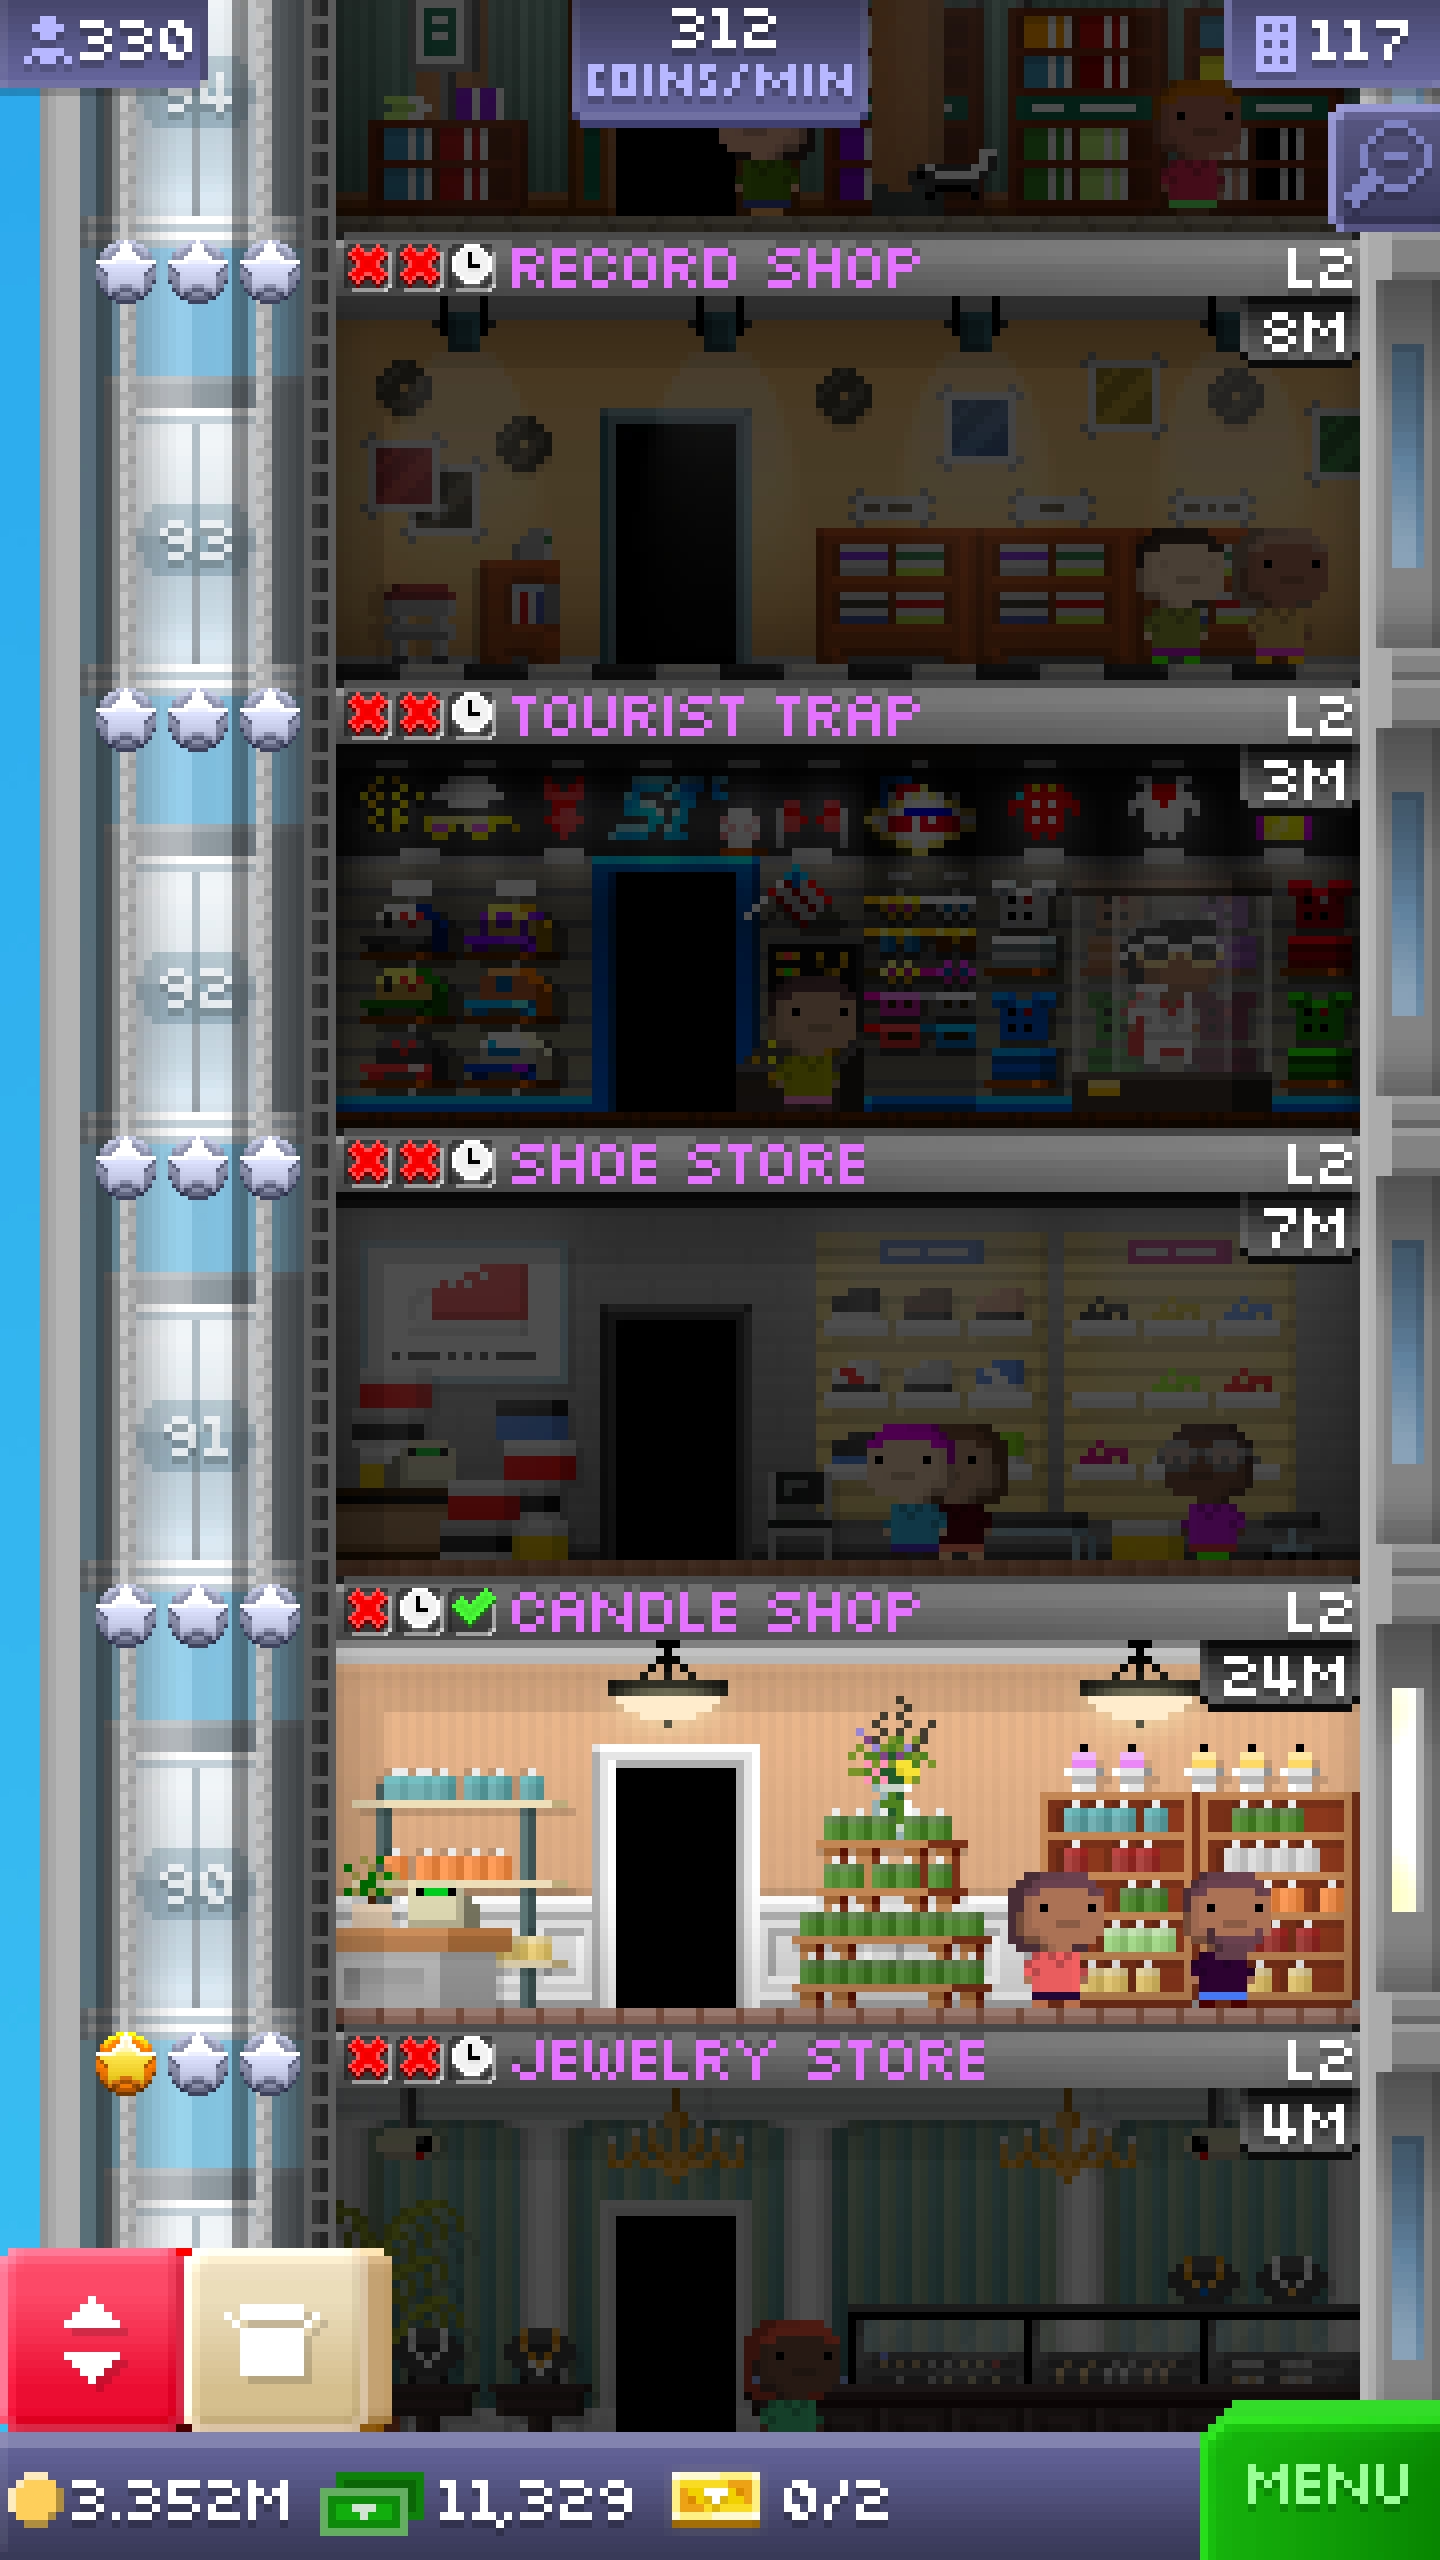 330
312
COINS/MIN
117
94
RECORD SHOP L2
8M
93
TOURIST TRAP L2
3M
92
SHOE STORE L2
7M
91
CANDLE SHOP L2
24M
90
JEWELRY STORE L2
4M
3.352M 11,329 0/2
MENU